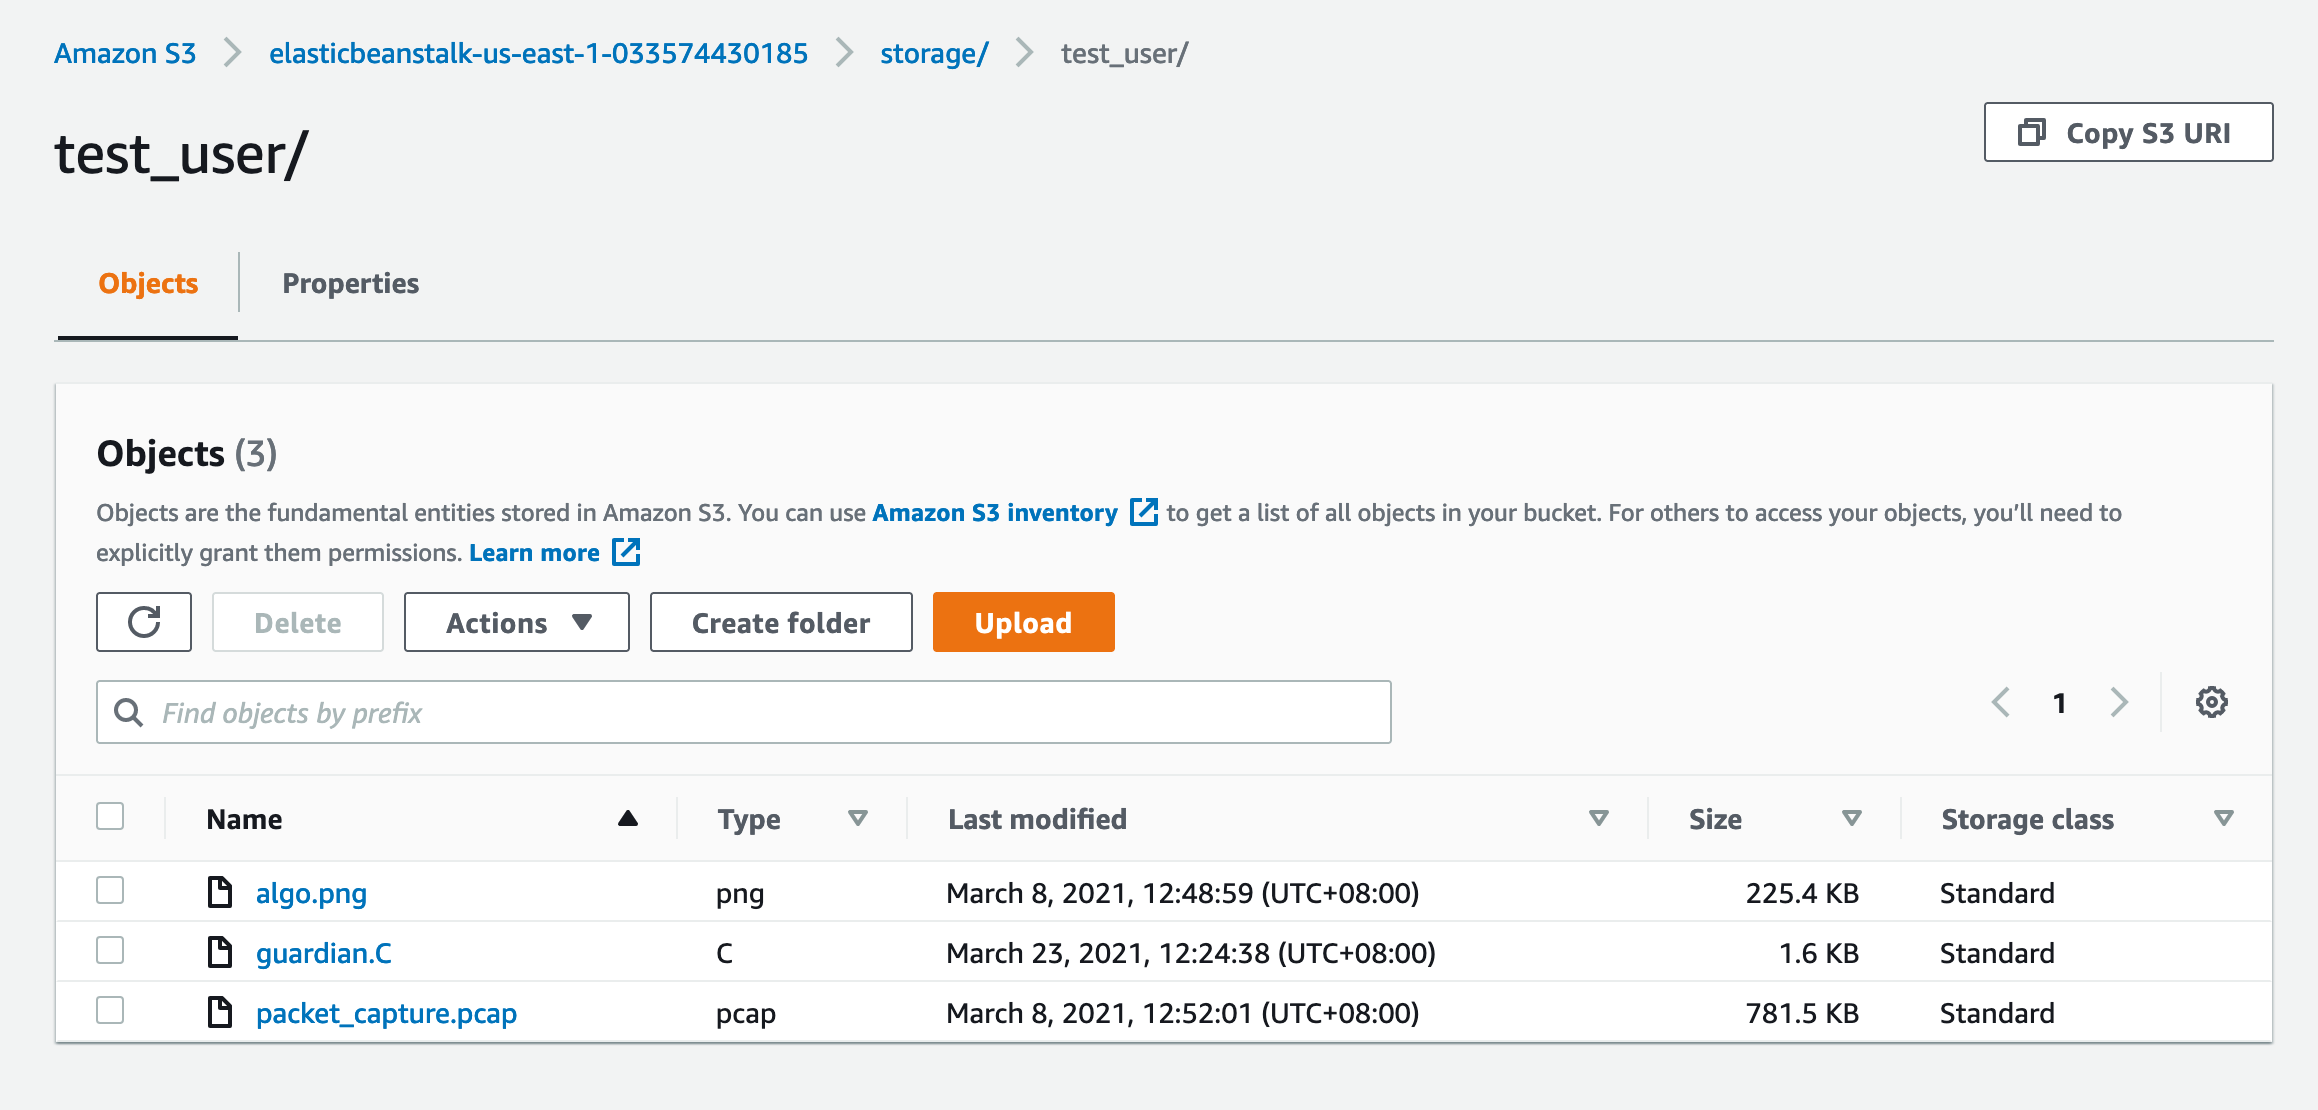 Amazon S3 elasticbeanstalk-us-east-1-033574430185 storage/ test_user/
test_user/
Copy S3 URI
Objects Properties
Objects (3)
Objects are the fundamental entities stored in Amazon S3. You can use Amazon S3 inventory to get a list of all objects in your bucket. For others to access your objects, you'll need to
explicitly grant them permissions. Learn more
Delete Actions Create folder Upload
Find objects by prefix 1
Name Type Last modified Size Storage class
algo.png png March 8, 2021, 12:48:59 (UTC+08:00) 225.4 KB Standard
guardian.C C March 23, 2021, 12:24:38 (UTC+08:00) 1.6 KB Standard
packet_capture.pcap pcap March 8, 2021, 12:52:01 (UTC+08:00) 781.5 KB Standard